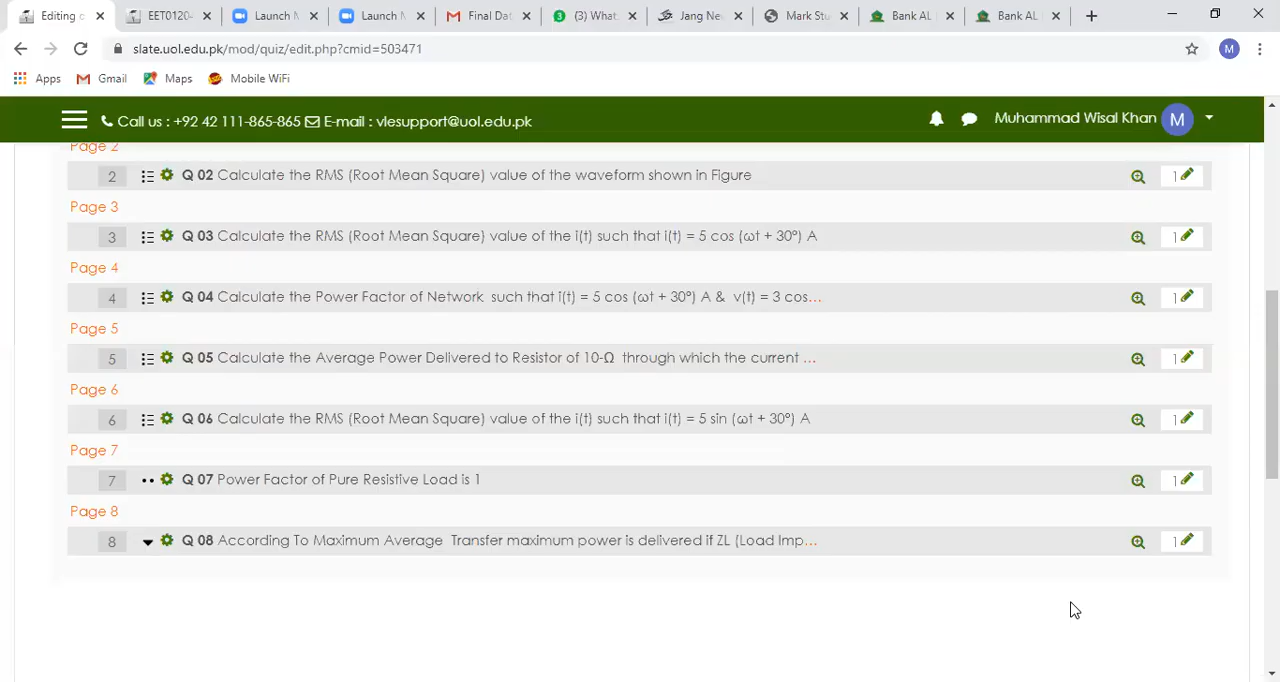 Editing c
EET0120-
Launch M
Launch M
Final Dat
(3) What
Jang Nev
Mark Stu
Bank AL
Bank AL
slate.uol.edu.pk/mod/quiz/edit.php?cmid=503471
M
Apps
Gmail
Maps
Mobile WiFi
Call us : +92 42 111-865-865 E-mail : vlesupport@uol.edu.pk
Muhammad Wisal Khan M
Page 2
2 Q 02 Calculate the RMS (Root Mean Square) value of the waveform shown in Figure 1
Page 3
3 Q 03 Calculate the RMS (Root Mean Square) value of the i(t) such that i(t) = 5 cos (ωt + 30°) A 1
Page 4
4 Q 04 Calculate the Power Factor of Network such that i(t) = 5 cos (ωt + 30°) A & v(t) = 3 cos... 1
Page 5
5 Q 05 Calculate the Average Power Delivered to Resistor of 10-Ω through which the current ... 1
Page 6
6 Q 06 Calculate the RMS (Root Mean Square) value of the i(t) such that i(t) = 5 sin (ωt + 30°) A 1
Page 7
7 Q 07 Power Factor of Pure Resistive Load is 1 1
Page 8
8 Q 08 According To Maximum Average Transfer maximum power is delivered if ZL (Load Imp... 1